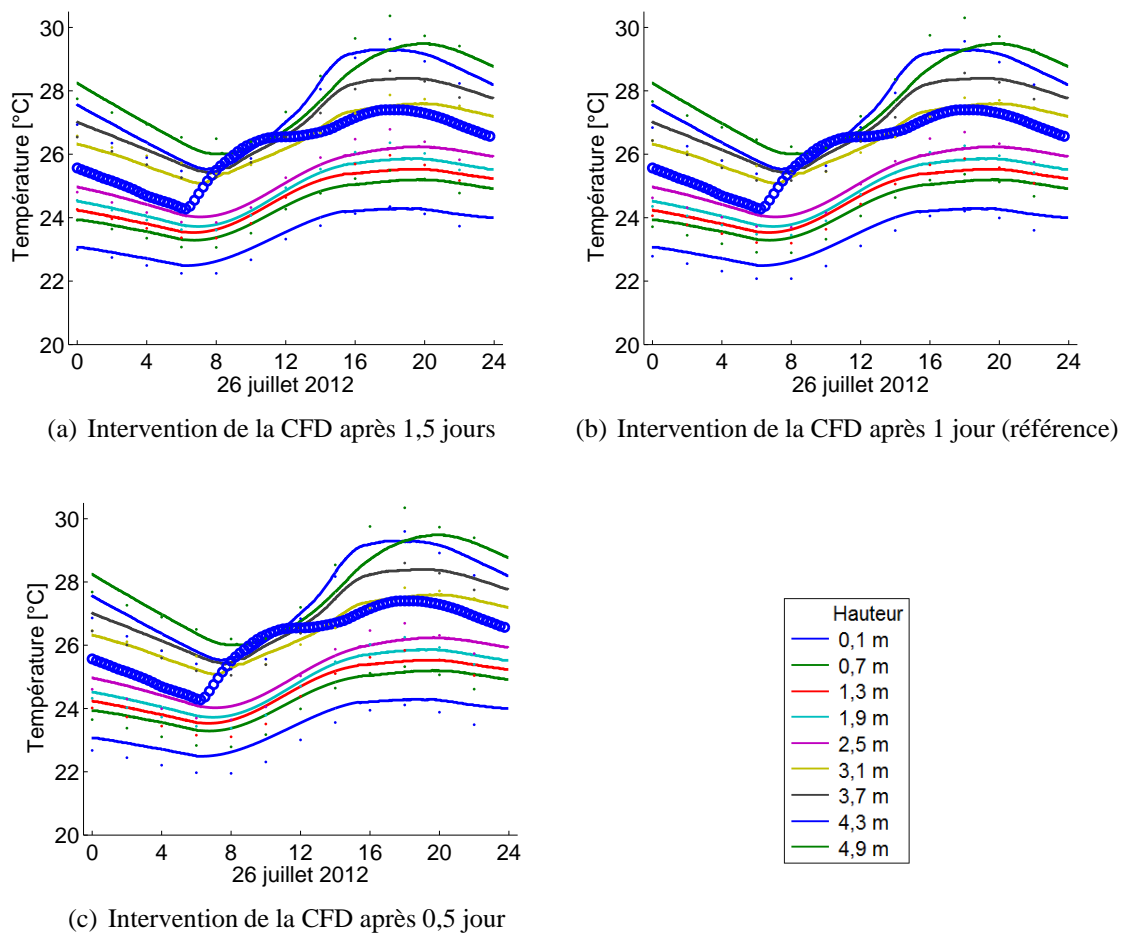 30
28
26
24
22
20
Température [°C]
0 4 8 12 16 20 24
26 juillet 2012
(a) Intervention de la CFD après 1,5 jours
30
28
26
24
22
20
Température [°C]
0 4 8 12 16 20 24
26 juillet 2012
(b) Intervention de la CFD après 1 jour (référence)
30
28
26
24
22
20
Température [°C]
0 4 8 12 16 20 24
26 juillet 2012
(c) Intervention de la CFD après 0,5 jour
Hauteur
0,1 m
0,7 m
1,3 m
1,9 m
2,5 m
3,1 m
3,7 m
4,3 m
4,9 m